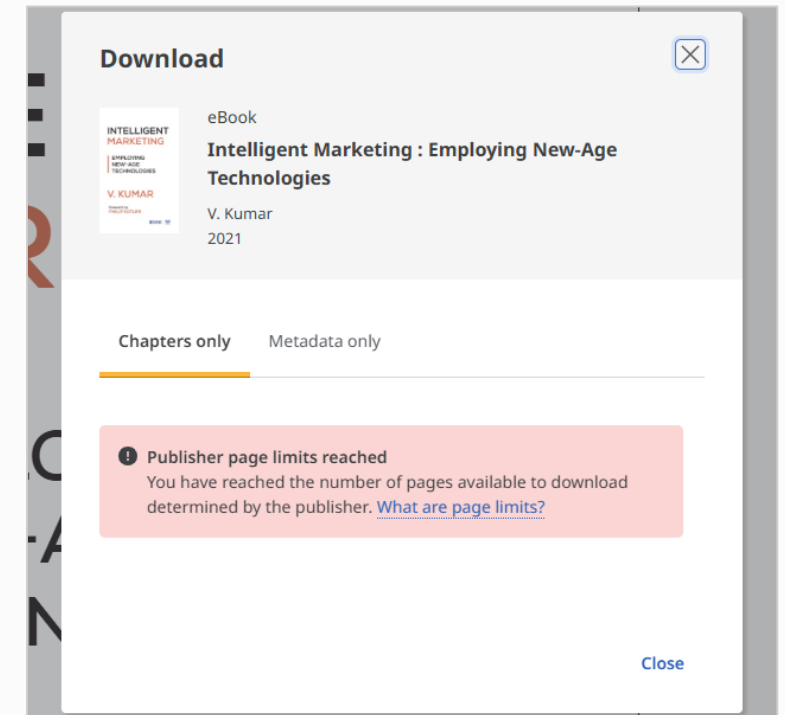 Download
eBook
Intelligent Marketing : Employing New-Age
Technologies
V. Kumar
2021
INTELLIGENT
MARKETING
EMPLOYING
NEW-AGE
TECHNOLOGIES
V. KUMAR
Chapters only Metadata only
Publisher page limits reached
You have reached the number of pages available to download
determined by the publisher. What are page limits?
Close